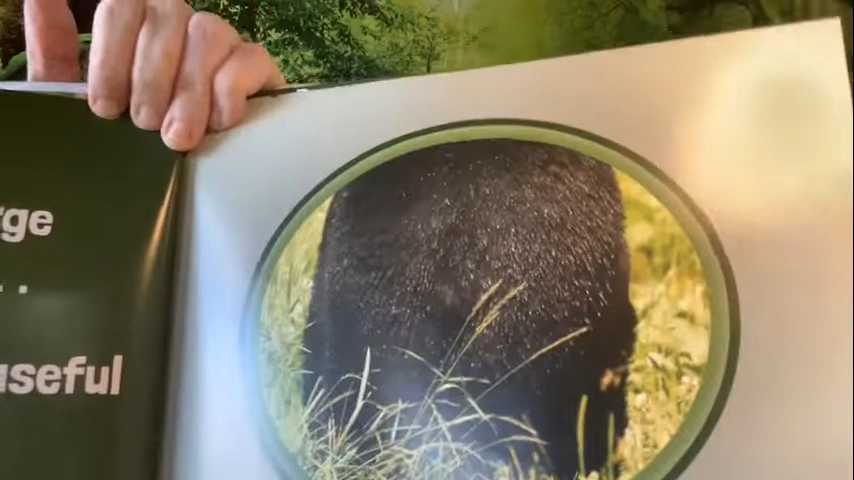 rge
. .
useful